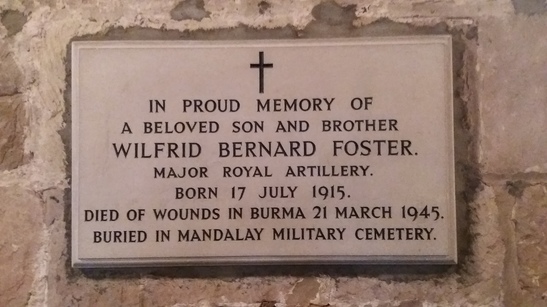 IN PROUD MEMORY OF
A BELOVED SON AND BROTHER
WILFRID BERNARD FOSTER.
MAJOR ROYAL ARTILLERY.
BORN 17 JULY 1915.
DIED OF WOUNDS IN BURMA 21 MARCH 1945.
BURIED IN MANDALAY MILITARY CEMETERY.